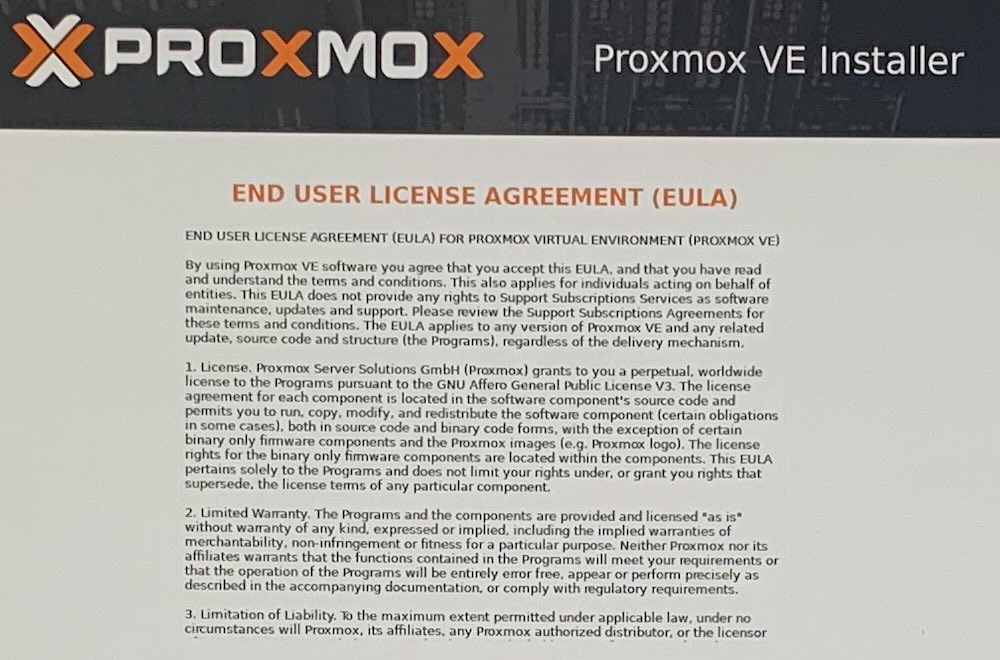 PROXMOX
Proxmox VE Installer
END USER LICENSE AGREEMENT (EULA)
END USER LICENSE AGREEMENT (EULA) FOR PROXMOX VIRTUAL ENVIRONMENT (PROXMOX VE)
By using Proxmox VE software you agree that you accept this EULA, and that you have read
and understand the terms and conditions. This also applies for individuals acting on behalf of
entities. This EULA does not provide any rights to Support Subscriptions Services as software
maintenance, updates and support. Please review the Support Subscriptions Agreements for
these terms and conditions. The EULA applies to any version of Proxmox VE and any related
update, source code and structure (the Programs), regardless of the delivery mechanism.
1. License. Proxmox Server Solutions GmbH (Proxmox) grants to you a perpetual, worldwide
license to the Programs pursuant to the GNU Affero General Public License V3. The license
agreement for each component is located in the software component's source code and
permits you to run, copy, modify, and redistribute the software component (certain obligations
in some cases), both in source code and binary code forms, with the exception of certain
binary only firmware components and the Proxmox images (e.g. Proxmox logo). The license
rights for the binary only firmware components are located within the components. This EULA
pertains solely to the Programs and does not limit your rights under, or grant you rights that
supersede, the license terms of any particular component.
2. Limited Warranty. The Programs and the components are provided and licensed "as is"
without warranty of any kind, expressed or implied, including the implied warranties of
merchantability, non-infringement or fitness for a particular purpose. Neither Proxmox nor its
affiliates warrants that the functions contained in the Programs will meet your requirements or
that the operation of the Programs will be entirely error free, appear or perform precisely as
described in the accompanying documentation, or comply with regulatory requirements.
3. Limitation of Liability. To the maximum extent permitted under applicable law, under no
circumstances will Proxmox, its affiliates, any Proxmox authorized distributor, or the licensor